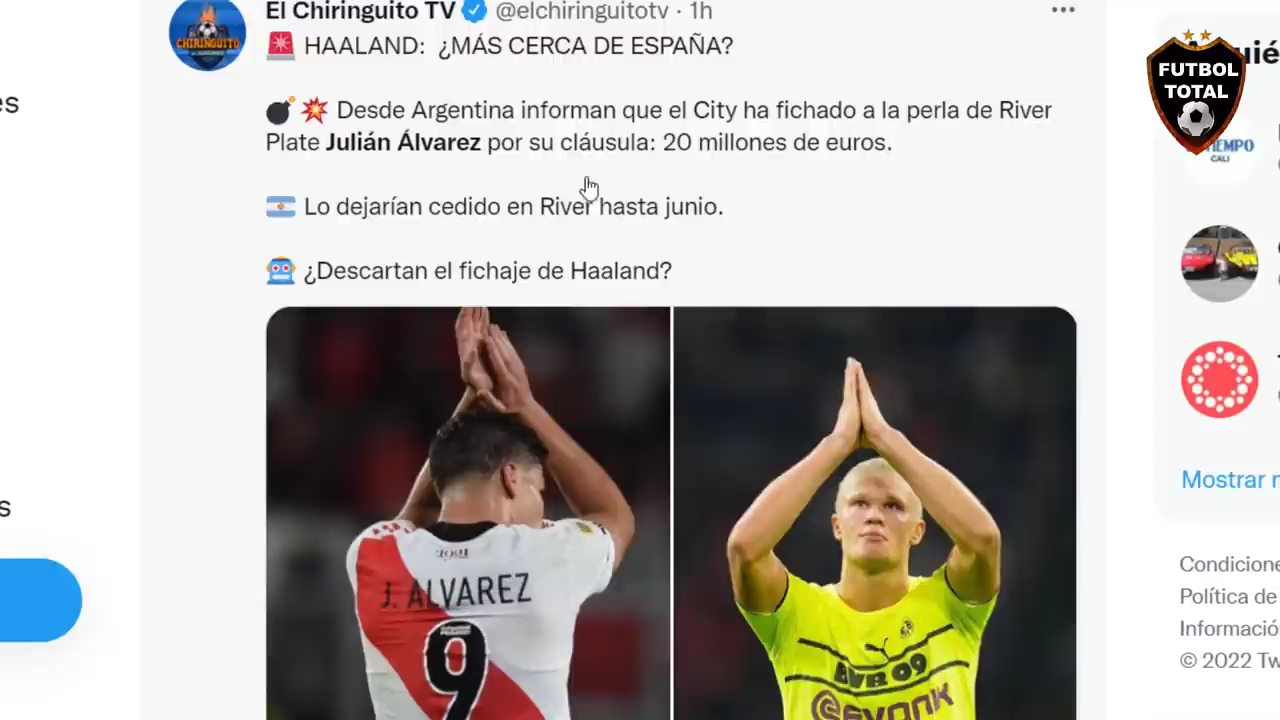 El Chiringuito TV @elchiringuitotv · 1h
HAALAND: ¿MÁS CERCA DE ESPAÑA?
Desde Argentina informan que el City ha fichado a la perla de River
Plate Julián Álvarez por su cláusula: 20 millones de euros.
Lo dejarían cedido en River hasta junio.
¿Descartan el fichaje de Haaland?
CHIRINGUITO
J. ALVAREZ
9
BVB 09
EVONIK
es
s
FUTBOL
TOTAL
TIEMPO
CALI
Mostrar
Condicione
Política de
Informació
© 2022 Tw